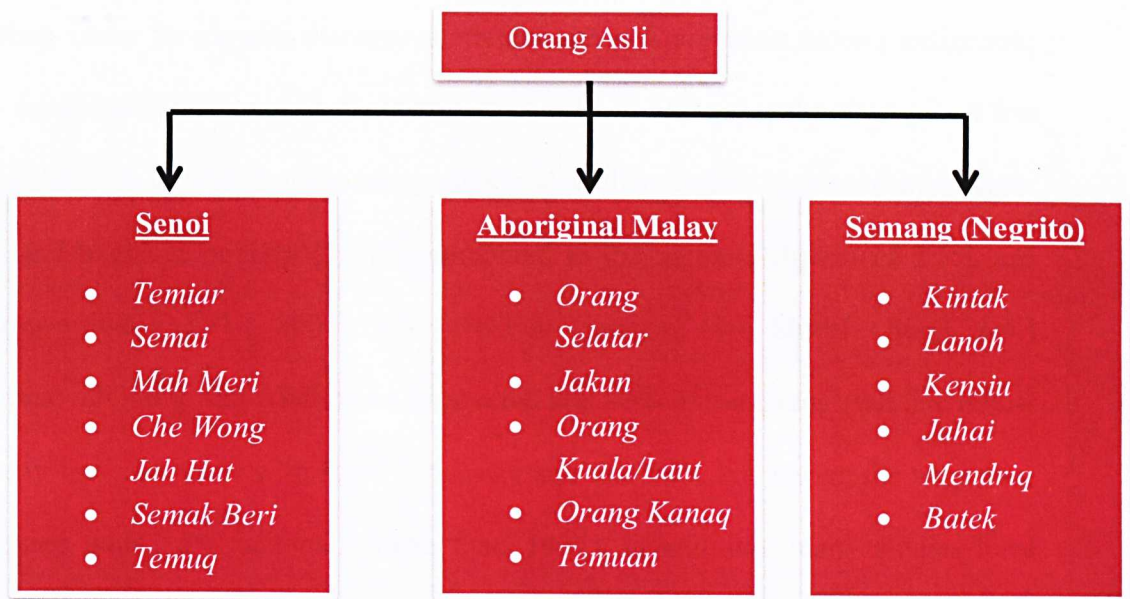 Orang Asli
Senoi
• Temiar
• Semai
• Mah Meri
• Che Wong
• Jah Hut
• Semak Beri
• Temuq
Aboriginal Malay
• Orang
Selatar
• Jakun
• Orang
Kuala/Laut
• Orang Kanaq
• Temuan
Semang (Negrito)
• Kintak
• Lanoh
• Kensiu
• Jahai
• Mendriq
• Batek